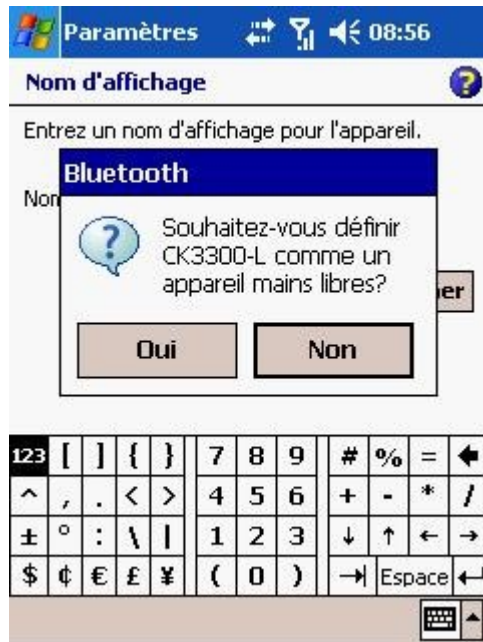 Paramètres 08:56
Nom d'affichage
Entrez un nom d'affichage pour l'appareil.
Bluetooth
Souhaitez-vous définir
CK3300-L comme un
appareil mains libres?
Oui Non
123 [ ] { } 7 8 9 # % =
^ , . < > 4 5 6 + - * /
± ° : \ | 1 2 3 ↓ ↑ ← →
$ ¢ € £ ¥ ( 0 ) Espace